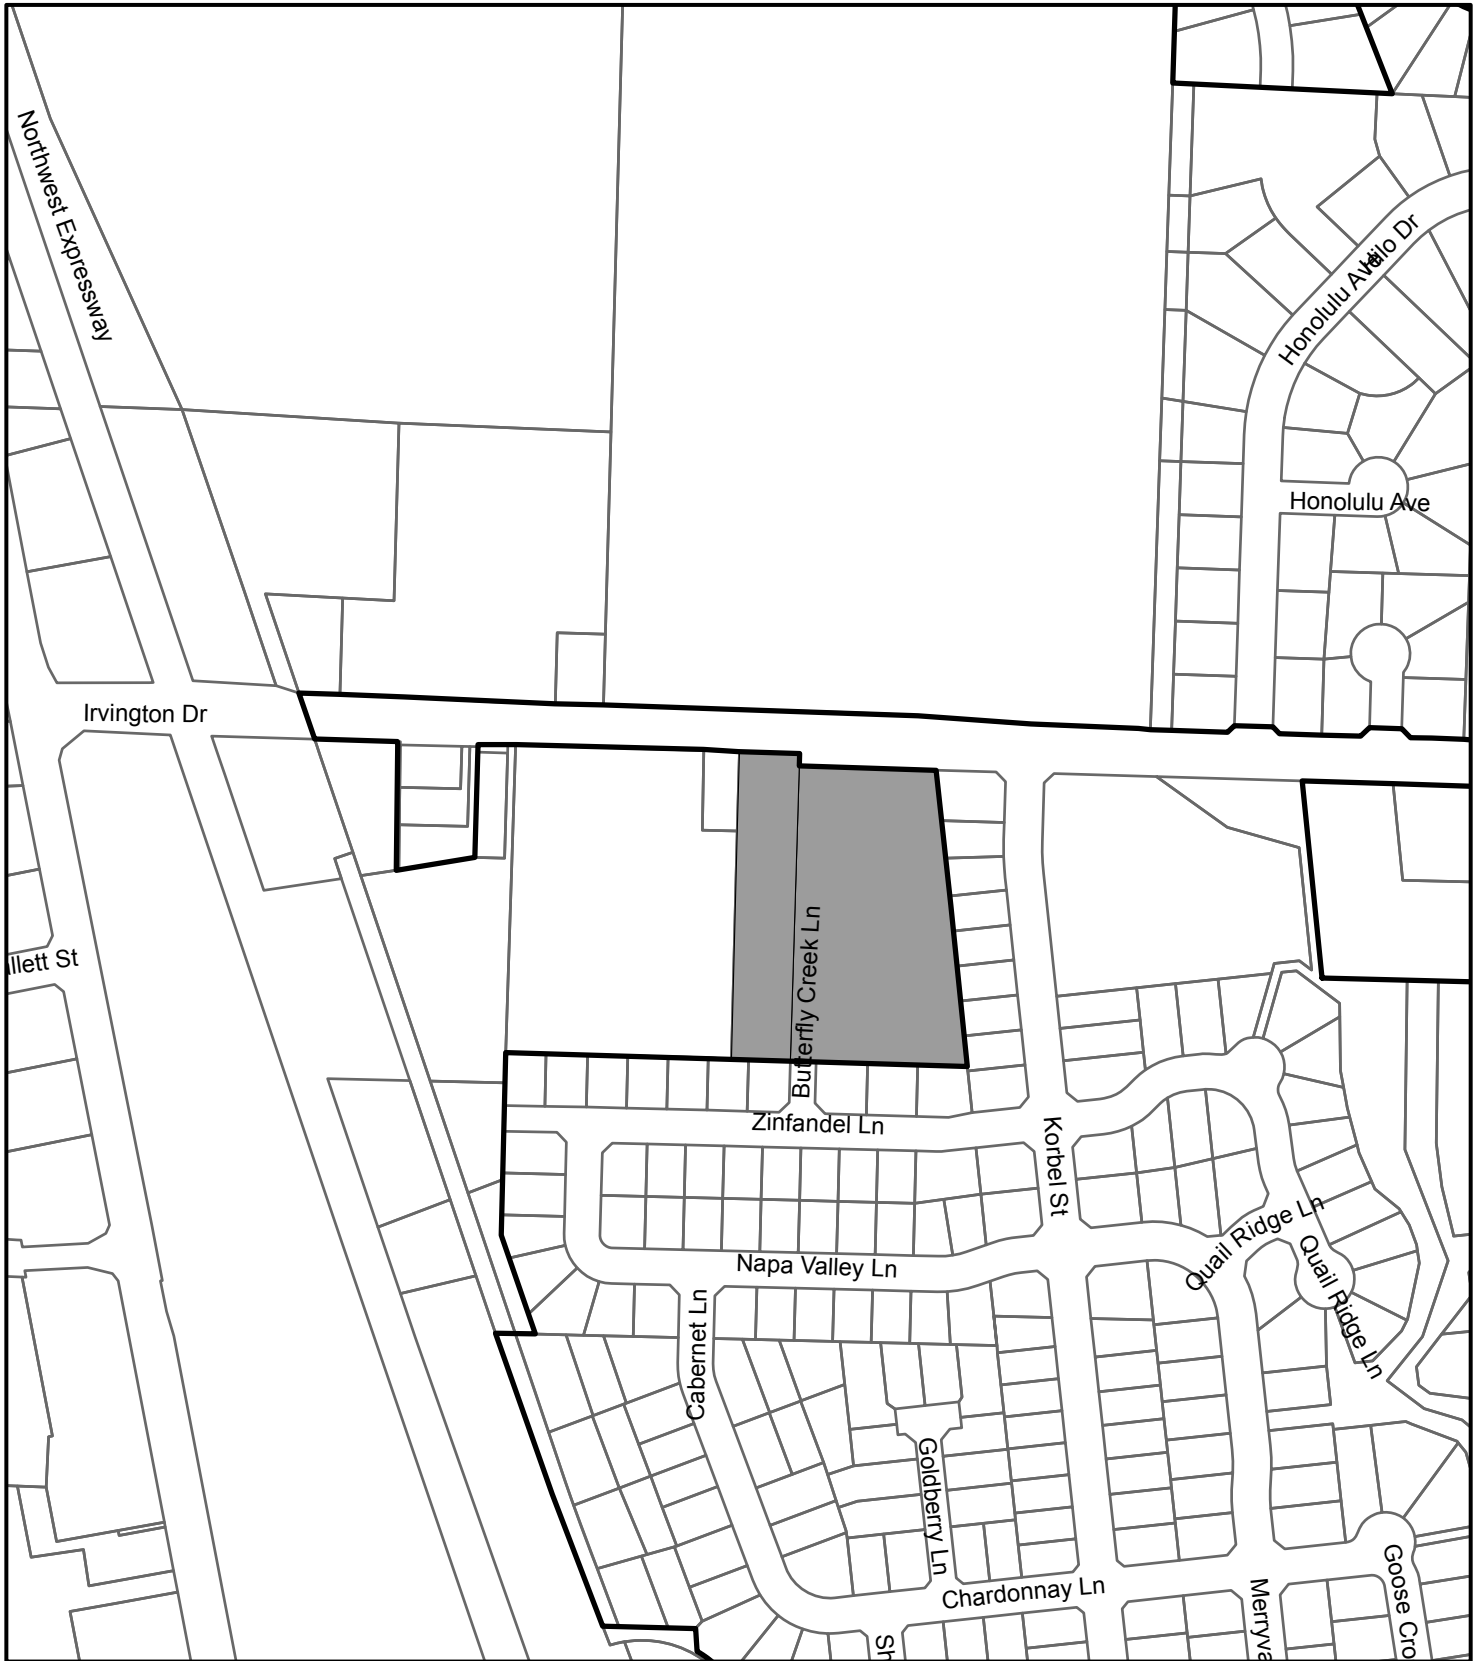 Northwest Expressway
Hilo Dr
Honolulu Ave
Honolulu Ave
Irvington Dr
Butterfly Creek Ln
llett St
Zinfandel Ln
Korbel St
Quail Ridge Ln
Quail Ridge Ln
Napa Valley Ln
Cabernet Ln
Goldberry Ln
Chardonnay Ln
Goose Cro
Merryva
Sh